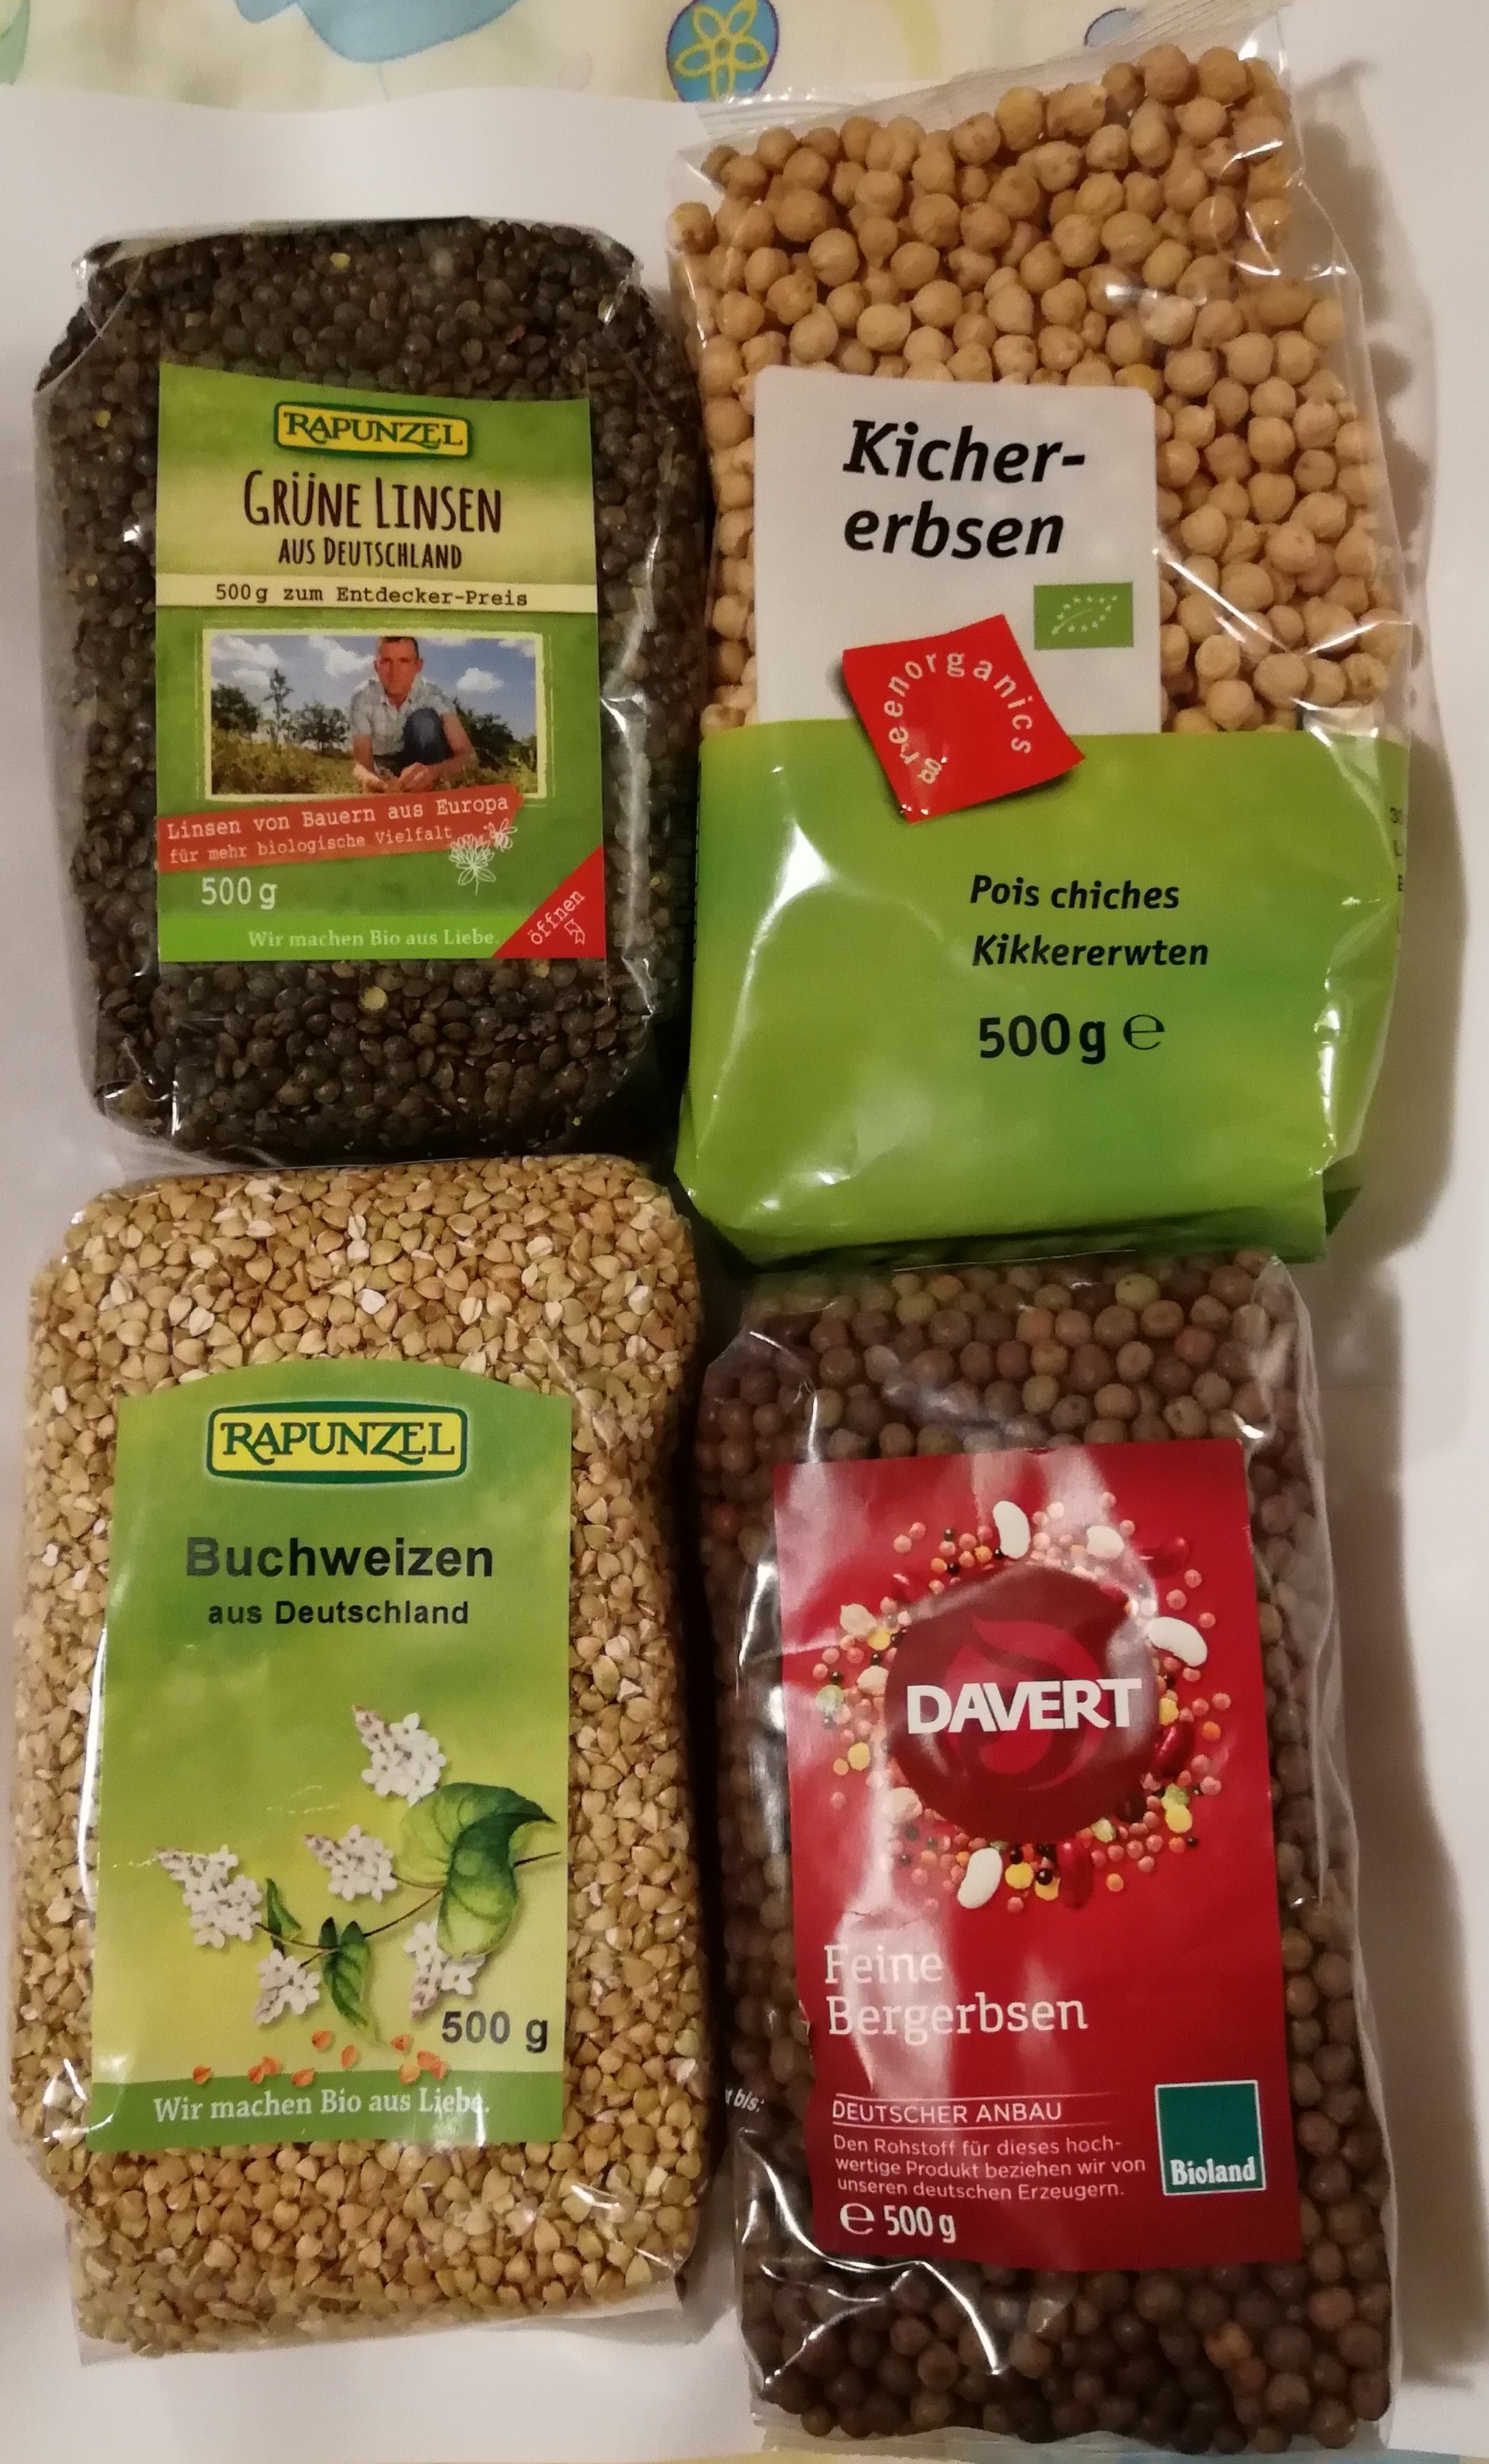 RAPUNZEL
GRÜNE LINSEN
AUS DEUTSCHLAND
500g zum Entdecker-Preis
Linsen von Bauern aus Europa
für mehr biologische Vielfalt
500 g
Wir machen Bio aus Liebe.
öffnen
Kicher-
erbsen
greenorganics
Pois chiches
Kikkererwten
500 g ℮
RAPUNZEL
Buchweizen
aus Deutschland
500 g
Wir machen Bio aus Liebe.
DAVERT
Feine
Bergerbsen
DEUTSCHER ANBAU
Den Rohstoff für dieses hoch-
wertige Produkt beziehen wir von
unseren deutschen Erzeugern.
℮ 500 g
Bioland
bis: